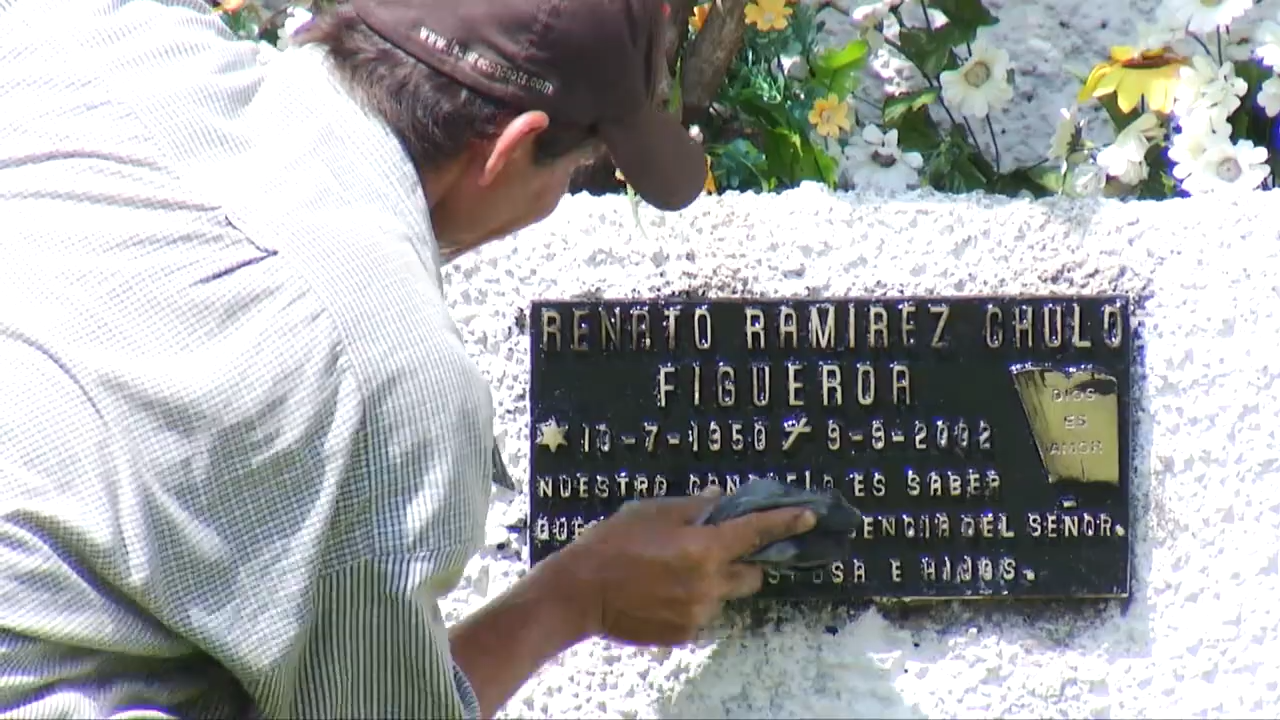 RENATO RAMIREZ CHULO
FIGUEROA
10-7-1950 9-9-2002
DIOS
ES
AMOR
NUESTRO CONSUELO ES SABER
DEL SEÑOR.
E HIJOS.